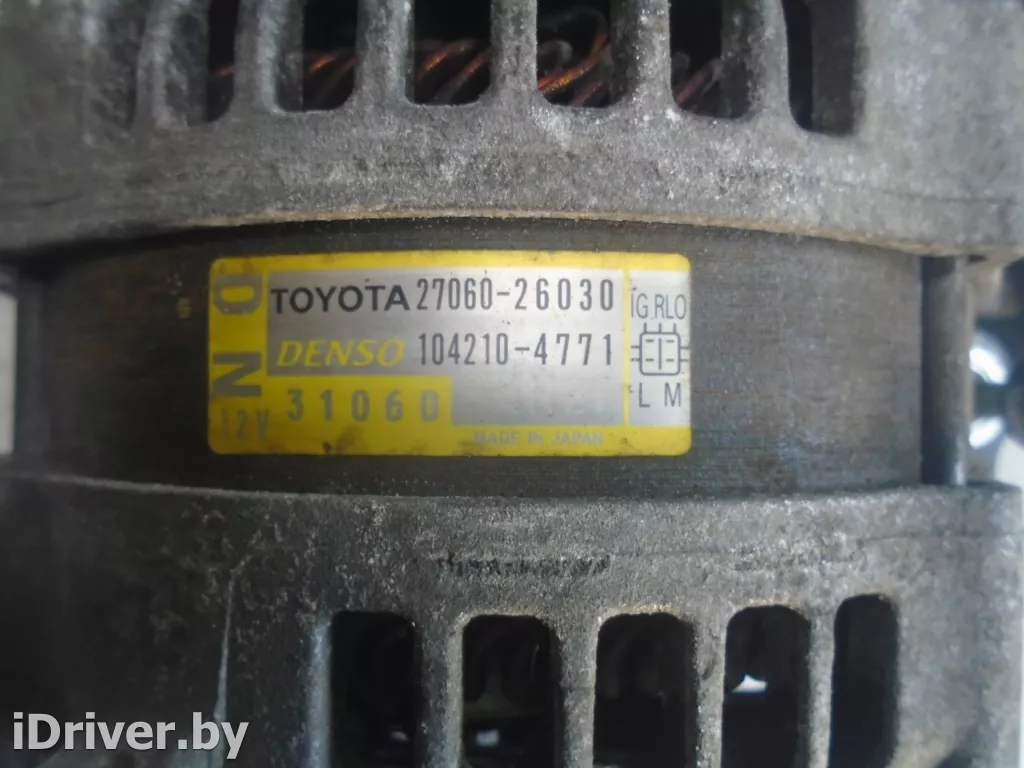 DN
TOYOTA 27060-26030
DENSO 104210-4771
12V 31060
MADE IN JAPAN
IG.RLO
L M
iDriver.by